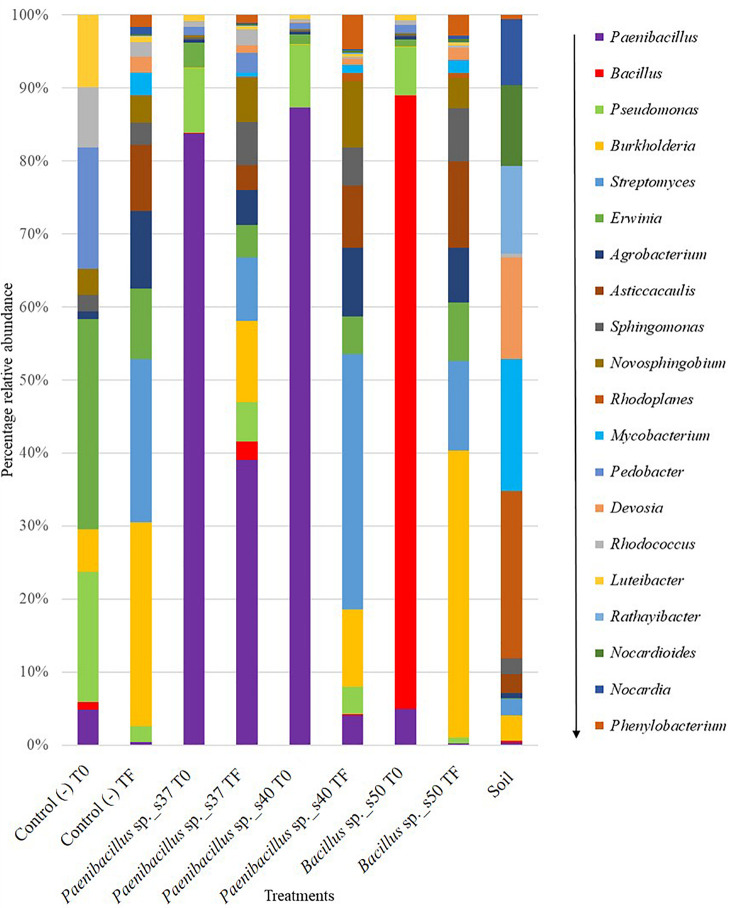 100%
90%
80%
70%
60%
50%
40%
30%
20%
10%
0%
Percentage relative abundance
Control (-) T0
Control (-) TF
Paenibacillus sp._s37 T0
Paenibacillus sp._s37 TF
Paenibacillus sp._s40 T0
Paenibacillus sp._s40 TF
Bacillus sp._s50 T0
Bacillus sp._s50 TF
Soil
Treatments
Paenibacillus
Bacillus
Pseudomonas
Burkholderia
Streptomyces
Erwinia
Agrobacterium
Asticcacaulis
Sphingomonas
Novosphingobium
Rhodoplanes
Mycobacterium
Pedobacter
Devosia
Rhodococcus
Luteibacter
Rathayibacter
Nocardioides
Nocardia
Phenylobacterium